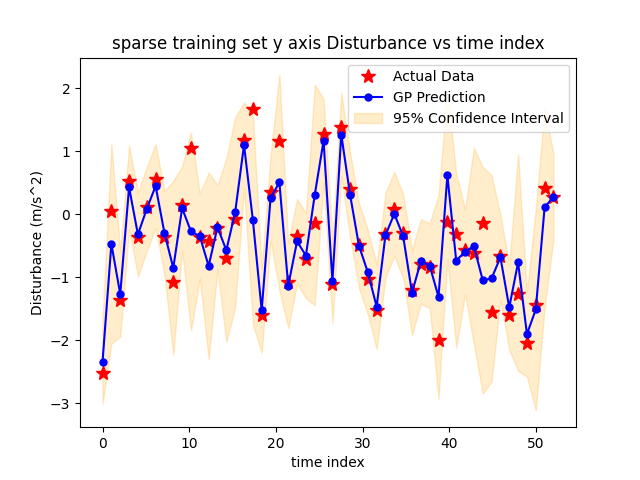 sparse training set y axis Disturbance vs time index
Actual Data
GP Prediction
95% Confidence Interval
Disturbance (m/s^2)
2
1
0
−1
−2
−3
0
10
20
30
40
50
time index